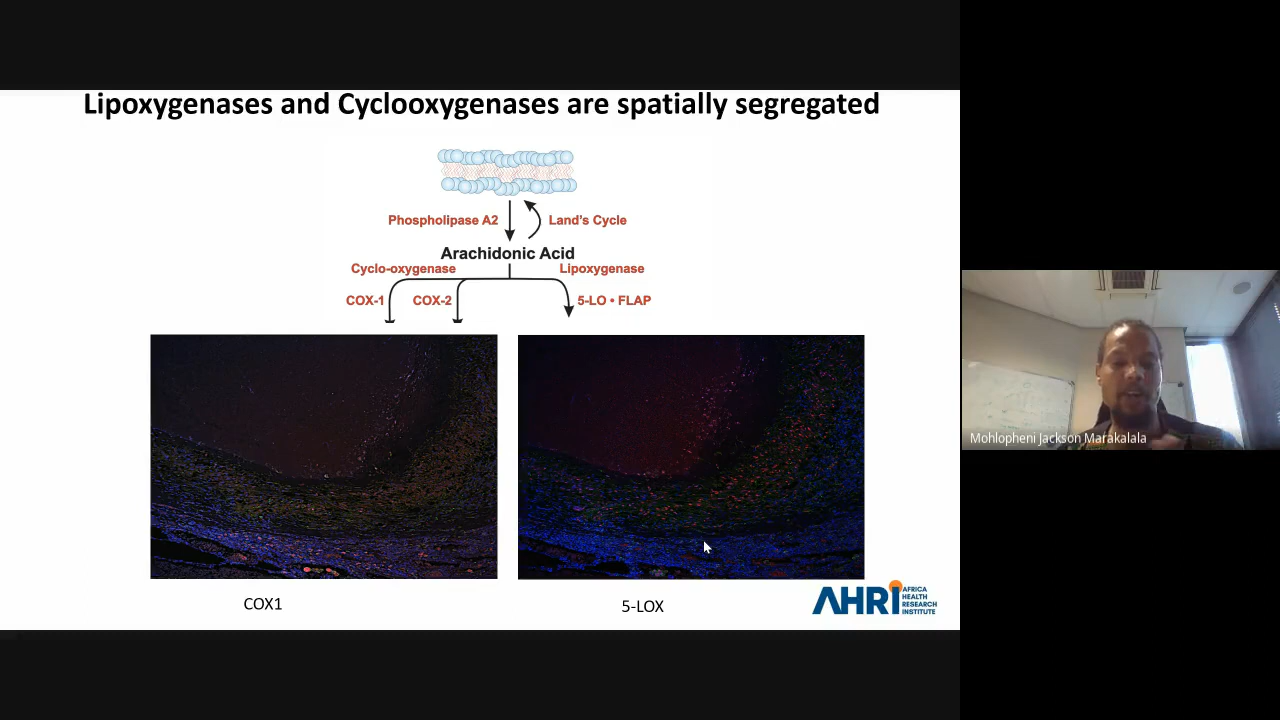 Lipoxygenases and Cyclooxygenases are spatially segregated
Phospholipase A2
Land's Cycle
Arachidonic Acid
Cyclo-oxygenase
Lipoxygenase
COX-1
COX-2
5-LO • FLAP
COX1
5-LOX
AHRI
AFRICA
HEALTH
RESEARCH
INSTITUTE
Mohlopheni Jackson Marakalala